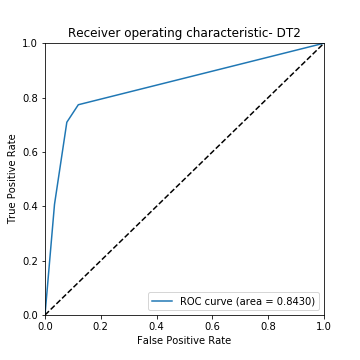 Receiver operating characteristic- DT2
1.0
0.8
0.6
0.4
0.2
0.0
True Positive Rate
ROC curve (area = 0.8430)
0.0 0.2 0.4 0.6 0.8 1.0
False Positive Rate